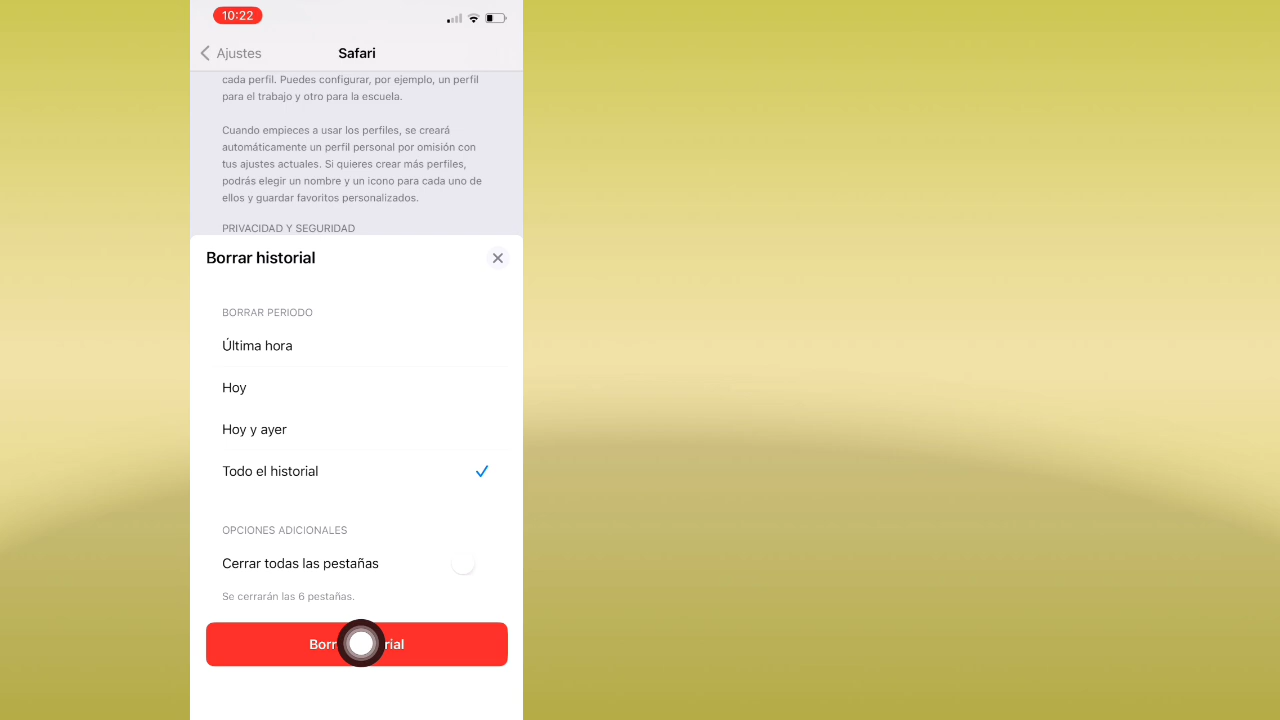 10:22
Ajustes
Safari
cada perfil. Puedes configurar, por ejemplo, un perfil
para el trabajo y otro para la escuela.
Cuando empieces a usar los perfiles, se creará
automáticamente un perfil personal por omisión con
tus ajustes actuales. Si quieres crear más perfiles,
podrás elegir un nombre y un icono para cada uno de
ellos y guardar favoritos personalizados.
PRIVACIDAD Y SEGURIDAD
Borrar historial
BORRAR PERIODO
Última hora
Hoy
Hoy y ayer
Todo el historial
OPCIONES ADICIONALES
Cerrar todas las pestañas
Se cerrarán las 6 pestañas.